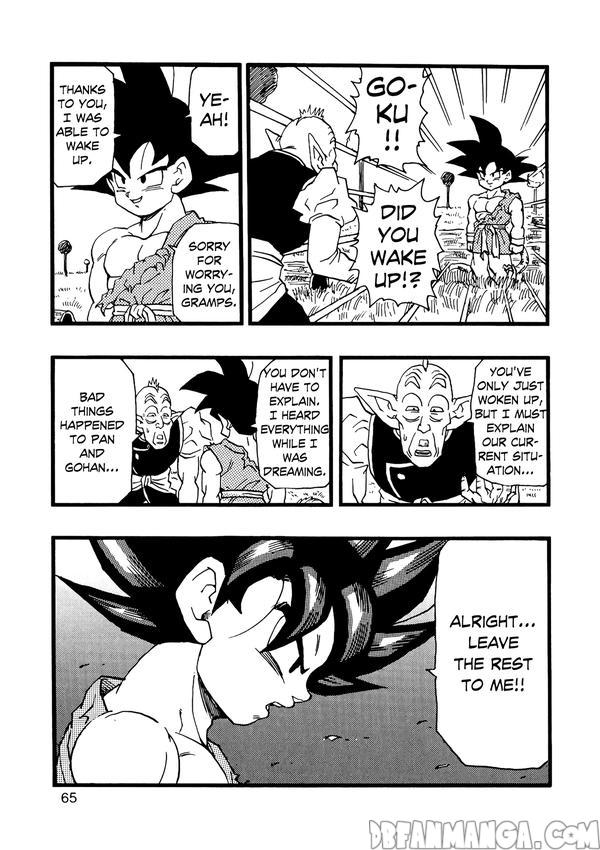 GO-
KU
!!
DID
YOU
WAKE
UP!?
YE-
AH!
THANKS
TO YOU,
I WAS
ABLE TO
WAKE
UP.
SORRY
FOR
WORRY-
ING YOU,
GRAMPS.
YOU'VE
ONLY JUST
WOKEN UP,
BUT I MUST
EXPLAIN
OUR CUR-
RENT SITU-
ATION...
YOU DON'T
HAVE TO
EXPLAIN.
I HEARD
EVERYTHING
WHILE I
WAS
DREAMING.
BAD
THINGS
HAPPENED
TO PAN
AND
GOHAN...
ALRIGHT...
LEAVE
THE REST
TO ME!!
65
DBFANMANGA.COM